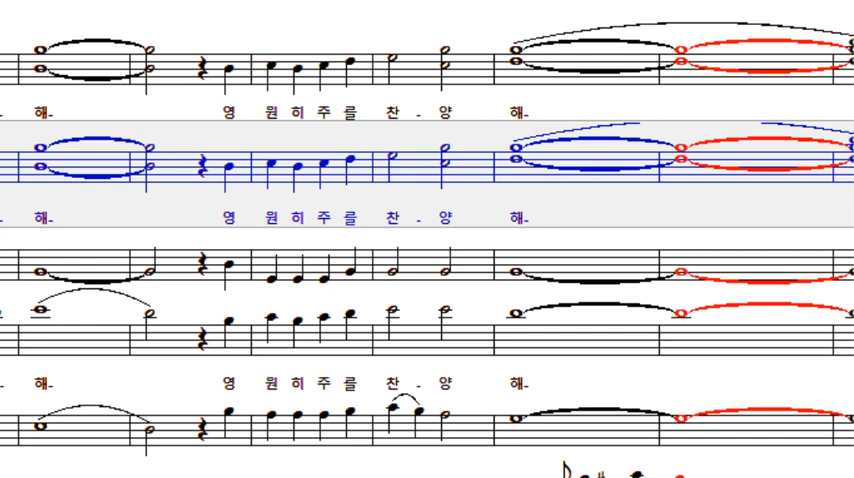 - 해- 영 원 히 주 를 찬 - 양 해-
- 해- 영 원 히 주 를 찬 - 양 해-
- 해- 영 원 히 주 를 찬 - 양 해-